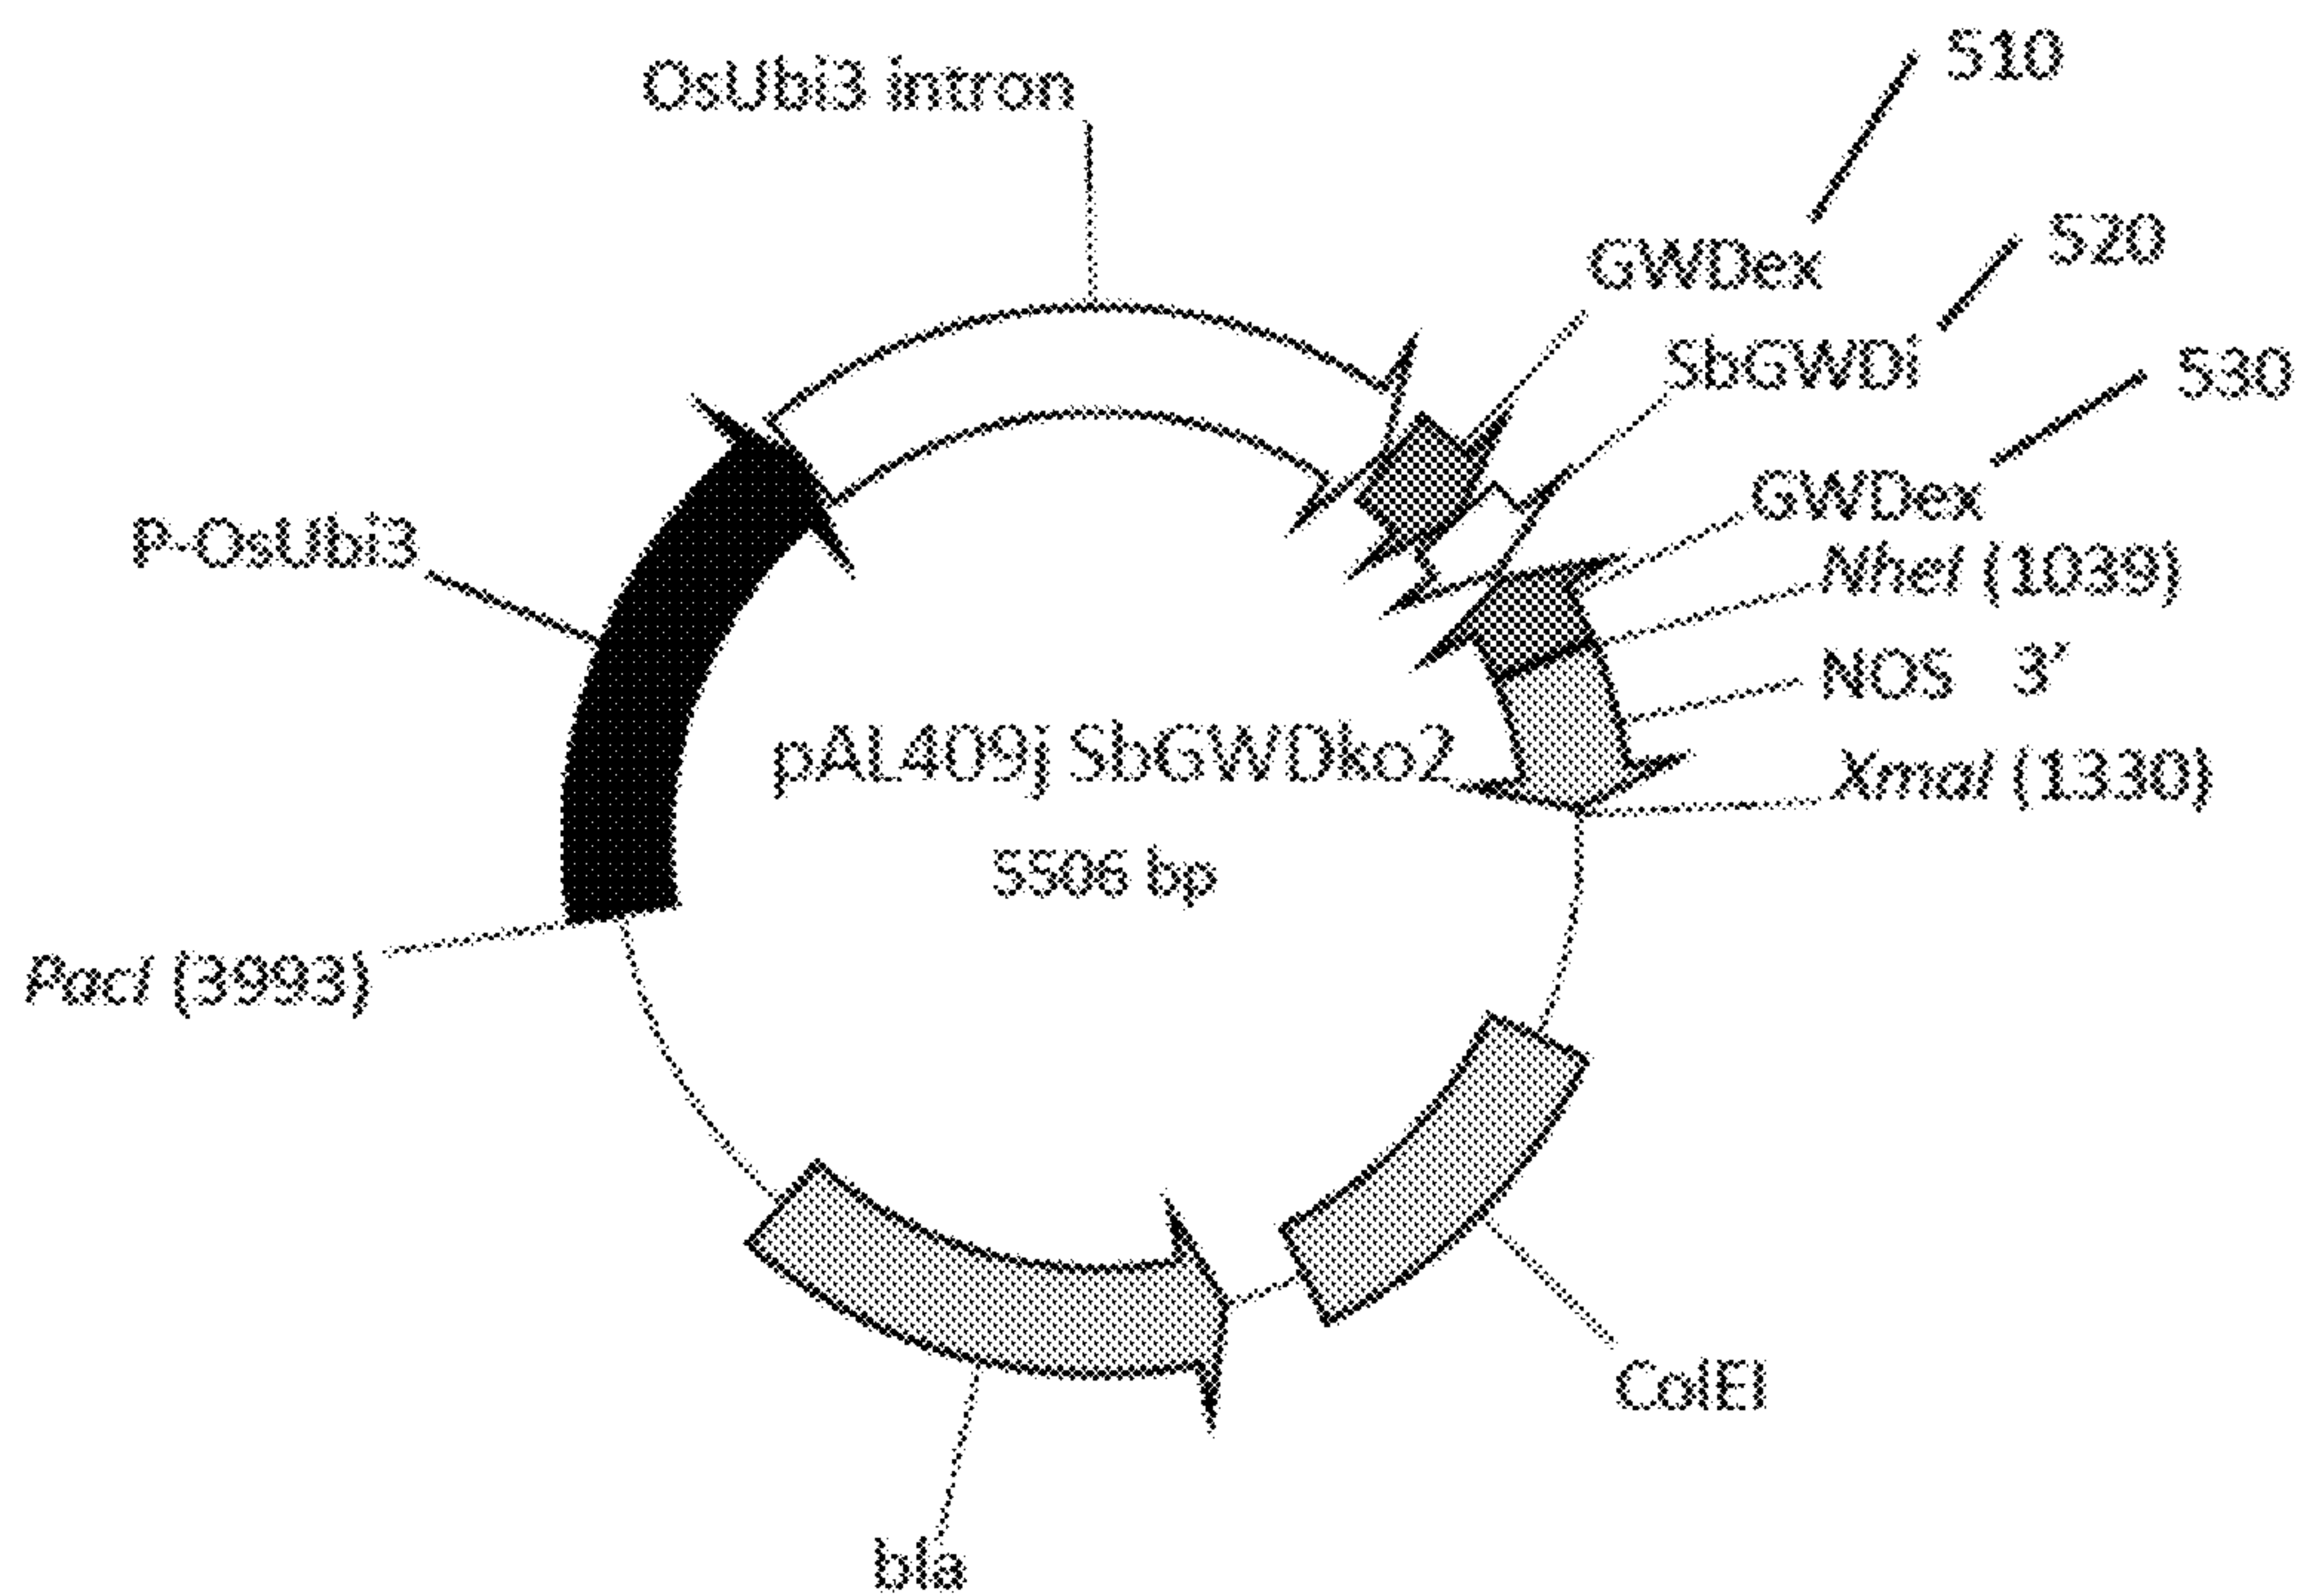 OsUbi3 intron
510
GWDex
520
SbGWDi
530
GWDex
P-OsUbi3
NheI (1039)
NOS 3'
pAL409j SbGWDko2
XmaI (1330)
5506 bp
PacI (3993)
ColEI
bla